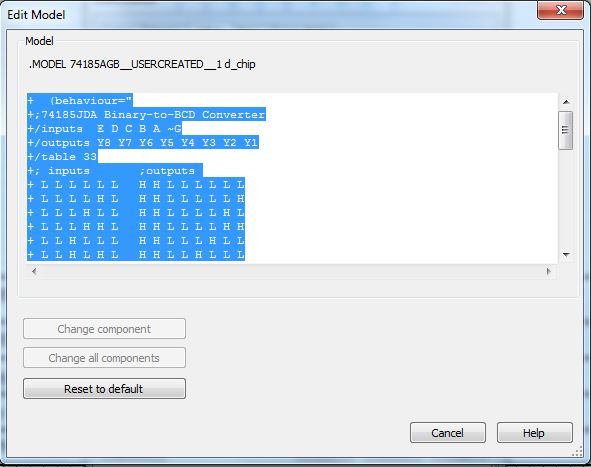 Edit Model
Model
.MODEL 74185AGB__USERCREATED__1 d_chip
+  (behaviour="
+;74185JDA Binary-to-BCD Converter
+/inputs  E D C B A ~G
+/outputs Y8 Y7 Y6 Y5 Y4 Y3 Y2 Y1
+/table 33
+; inputs       ;outputs
+ L L L L L L   H H L L L L L L
+ L L L L H L   H H L L L L L H
+ L L L H L L   H H L L L L H L
+ L L L H H L   H H L L L L H H
+ L L H L L L   H H L L L H L L
+ L L H L H L   H H L L H L L L
Change component
Change all components
Reset to default
Cancel
Help